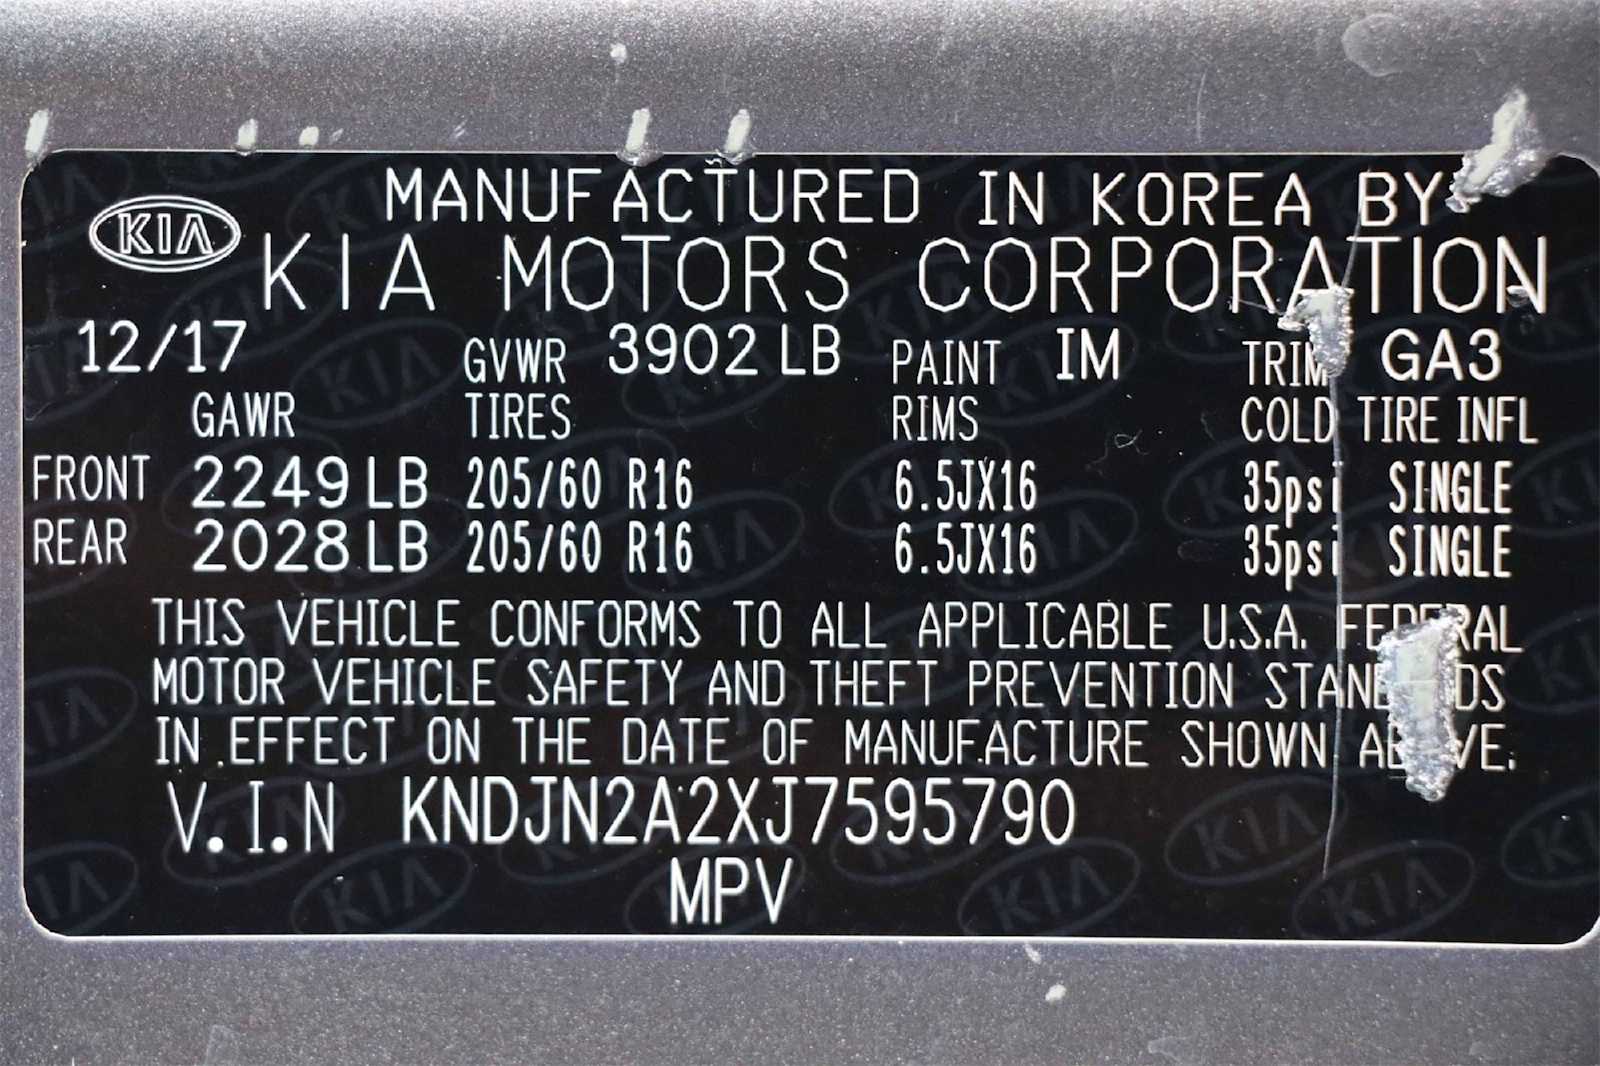 KIA
MANUFACTURED IN KOREA BY
KIA MOTORS CORPORATION
12/17 GVWR 3902 LB PAINT IM TRIM GA3
GAWR TIRES RIMS COLD TIRE INFL
FRONT 2249 LB 205/60 R16 6.5JX16 35psi SINGLE
REAR 2028 LB 205/60 R16 6.5JX16 35psi SINGLE
THIS VEHICLE CONFORMS TO ALL APPLICABLE U.S.A. FEDERAL
MOTOR VEHICLE SAFETY AND THEFT PREVENTION STANDARDS
IN EFFECT ON THE DATE OF MANUFACTURE SHOWN ABOVE.
V.I.N KNDJN2A2XJ7595790
MPV